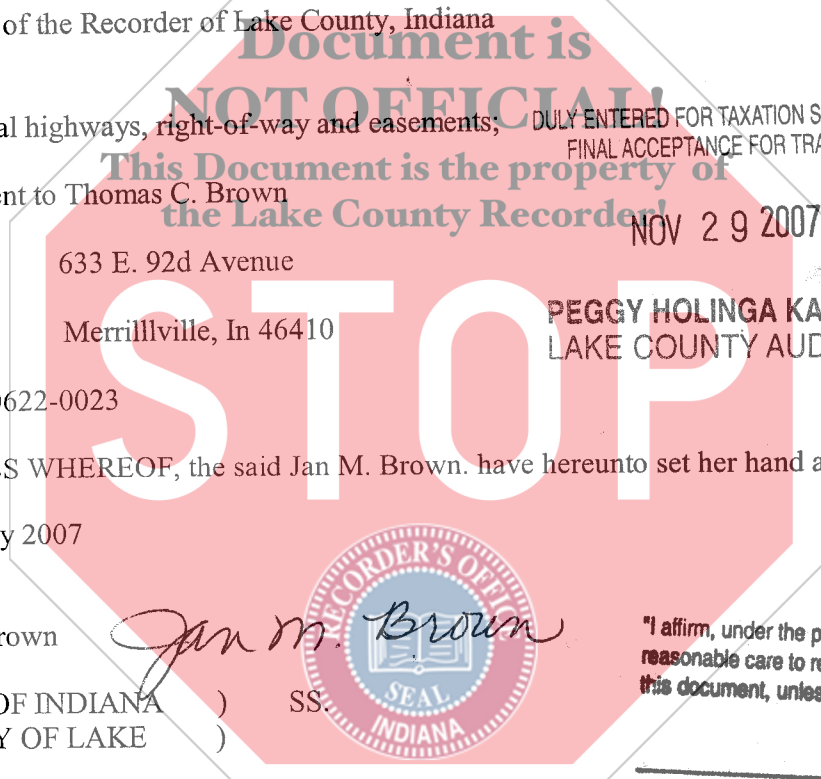 of the Recorder of Lake County, Indiana
Document is
NOT OFFICIAL!
al highways, right-of-way and easements;
DULY ENTERED FOR TAXATION S
FINAL ACCEPTANCE FOR TRA
This Document is the property of
ent to Thomas C. Brown
the Lake County Recorder!
NOV 29 2007
633 E. 92d Avenue
PEGGY HOLINGA KA
Merrilllville, In 46410
LAKE COUNTY AUD
STOP
0622-0023
S WHEREOF, the said Jan M. Brown. have hereunto set her hand a
y 2007
RECORDER'S OFFIC
SEAL
INDIANA
rown
Jan M. Brown
"I affirm, under the p
reasonable care to re
this document, unles
OF INDIANA ) SS.
Y OF LAKE )